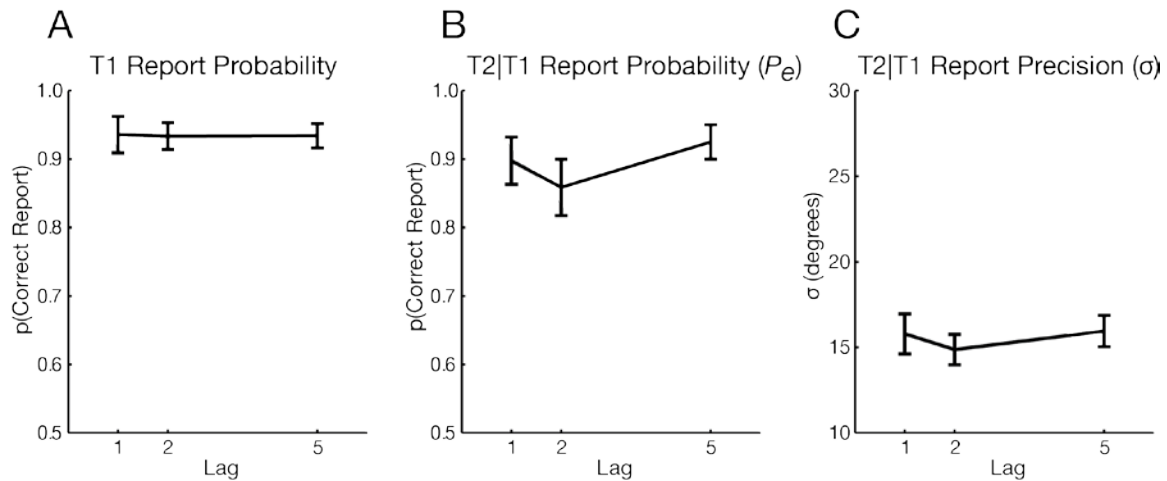 A
T1 Report Probability
1.0
0.9
0.8
0.7
0.6
0.5
p(Correct Report)
1 2 5
Lag
B
T2|T1 Report Probability (Pe)
1.0
0.9
0.8
0.7
0.6
0.5
p(Correct Report)
1 2 5
Lag
C
T2|T1 Report Precision (σ)
30
25
20
15
10
σ (degrees)
1 2 5
Lag